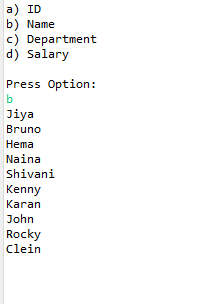 a) ID
b) Name
c) Department
d) Salary
Press Option:
b
Jiya
Bruno
Hema
Naina
Shivani
Kenny
Karan
John
Rocky
Clein